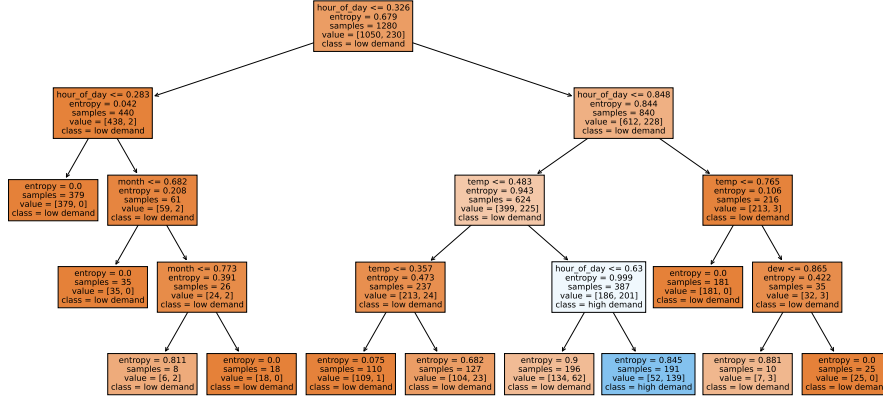 hour_of_day <= 0.326
entropy = 0.679
samples = 1280
value = [1050, 230]
class = low demand
hour_of_day <= 0.283
entropy = 0.042
samples = 440
value = [438, 2]
class = low demand
hour_of_day <= 0.848
entropy = 0.844
samples = 840
value = [612, 228]
class = low demand
entropy = 0.0
samples = 379
value = [379, 0]
class = low demand
month <= 0.682
entropy = 0.208
samples = 61
value = [59, 2]
class = low demand
temp <= 0.483
entropy = 0.943
samples = 624
value = [399, 225]
class = low demand
temp <= 0.765
entropy = 0.106
samples = 216
value = [213, 3]
class = low demand
entropy = 0.0
samples = 35
value = [35, 0]
class = low demand
month <= 0.773
entropy = 0.391
samples = 26
value = [24, 2]
class = low demand
temp <= 0.357
entropy = 0.473
samples = 237
value = [213, 24]
class = low demand
hour_of_day <= 0.63
entropy = 0.999
samples = 387
value = [186, 201]
class = high demand
entropy = 0.0
samples = 181
value = [181, 0]
class = low demand
dew <= 0.865
entropy = 0.422
samples = 35
value = [32, 3]
class = low demand
entropy = 0.811
samples = 8
value = [6, 2]
class = low demand
entropy = 0.0
samples = 18
value = [18, 0]
class = low demand
entropy = 0.075
samples = 110
value = [109, 1]
class = low demand
entropy = 0.682
samples = 127
value = [104, 23]
class = low demand
entropy = 0.9
samples = 196
value = [134, 62]
class = low demand
entropy = 0.845
samples = 191
value = [52, 139]
class = high demand
entropy = 0.881
samples = 10
value = [7, 3]
class = low demand
entropy = 0.0
samples = 25
value = [25, 0]
class = low demand